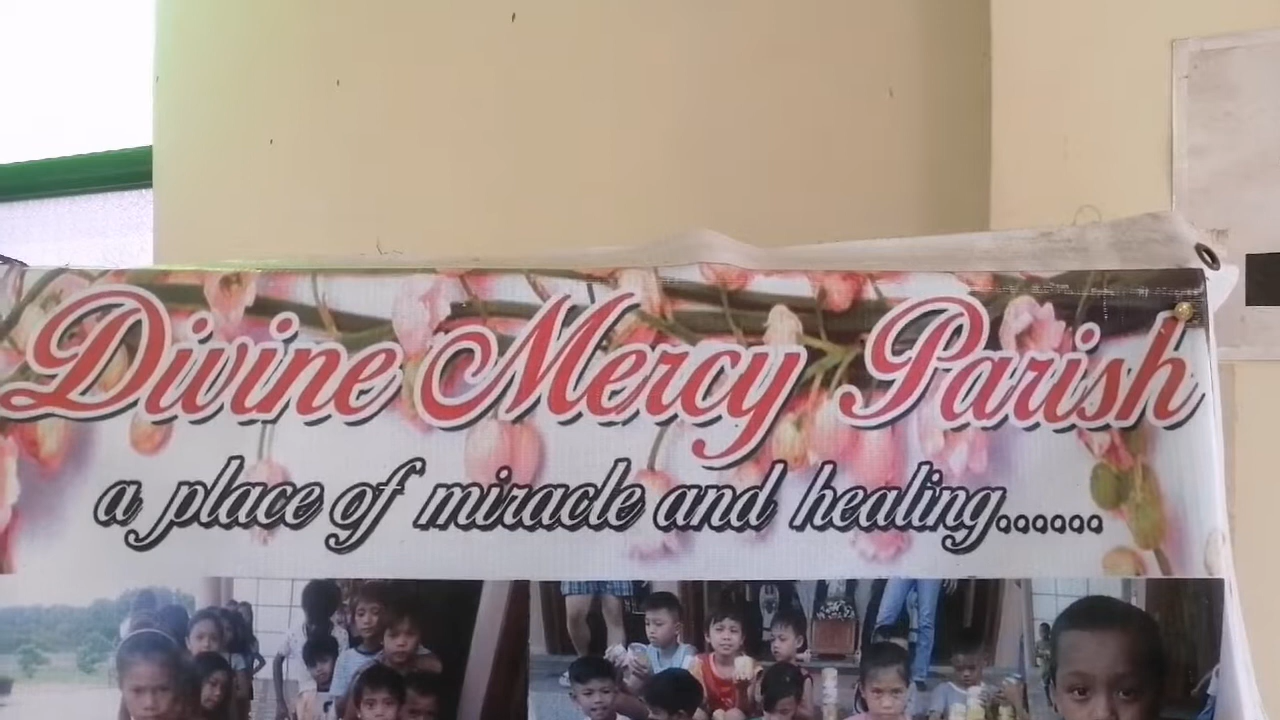 Divine Mercy Parish
a place of miracle and healing......